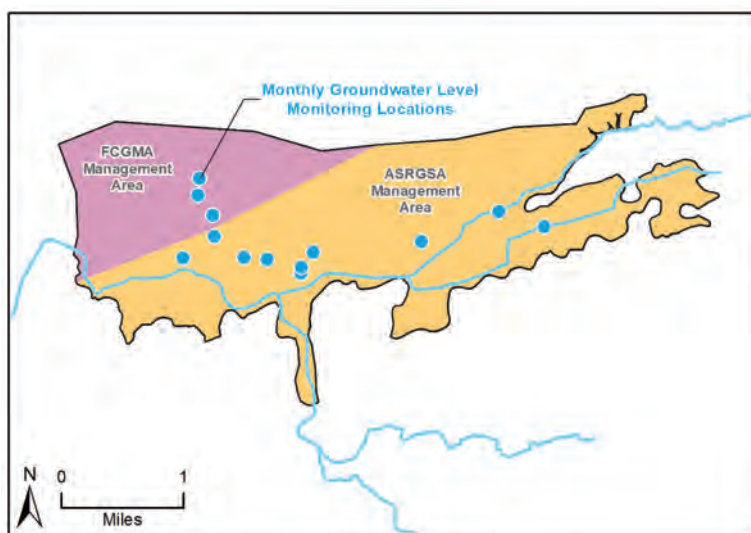 Monthly Groundwater Level
Monitoring Locations
FCGMA
Management
Area
ASRGSA
Management
Area
N
0 1
Miles